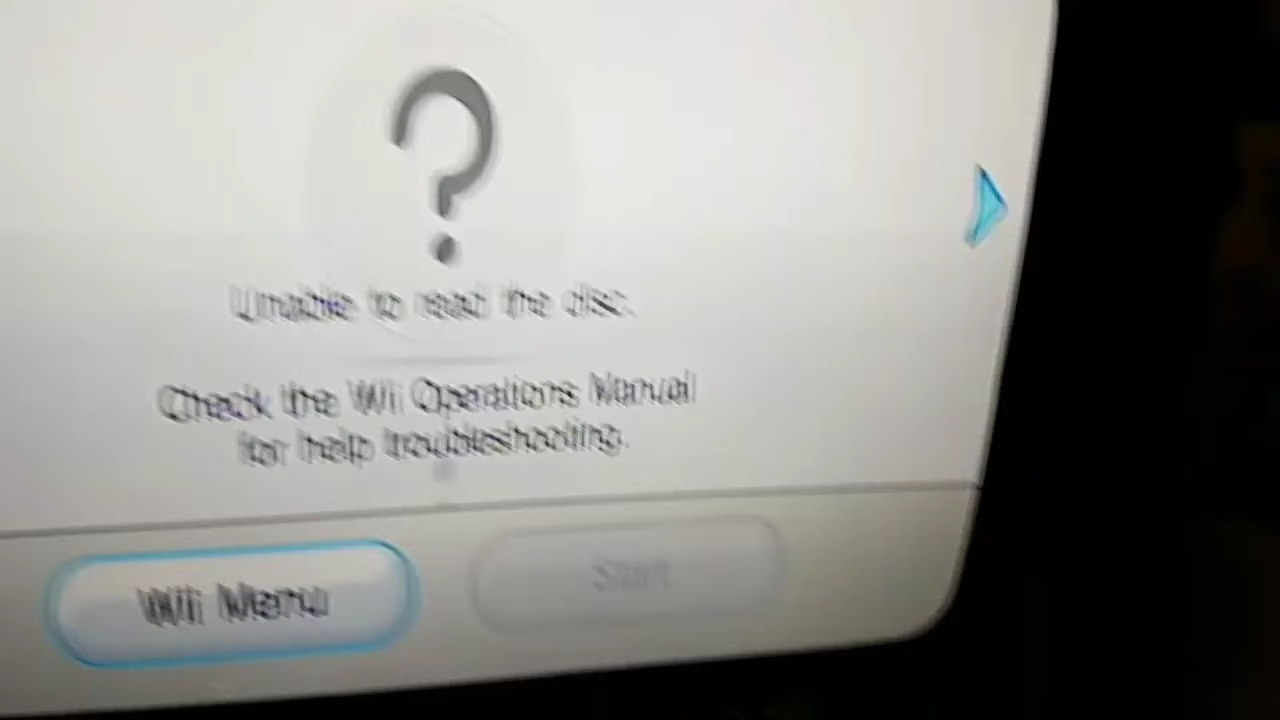 ?
Unable to read the disc.
Check the Wii Operations Manual
for help troubleshooting.
Wii Menu
Start